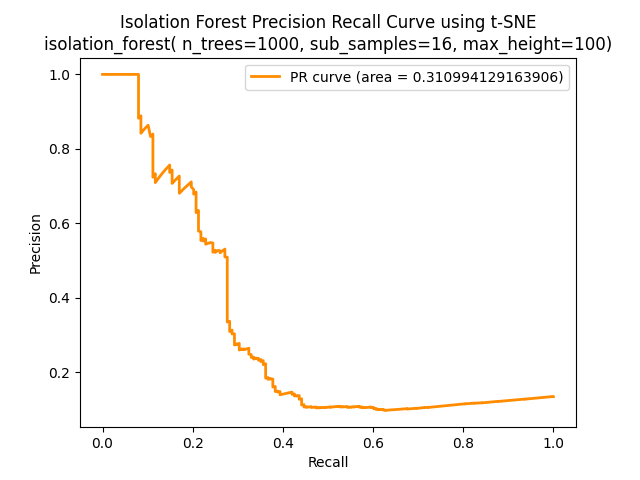 Isolation Forest Precision Recall Curve using t-SNE
isolation_forest( n_trees=1000, sub_samples=16, max_height=100)
PR curve (area = 0.310994129163906)
1.0
0.8
0.6
0.4
0.2
Precision
0.0 0.2 0.4 0.6 0.8 1.0
Recall